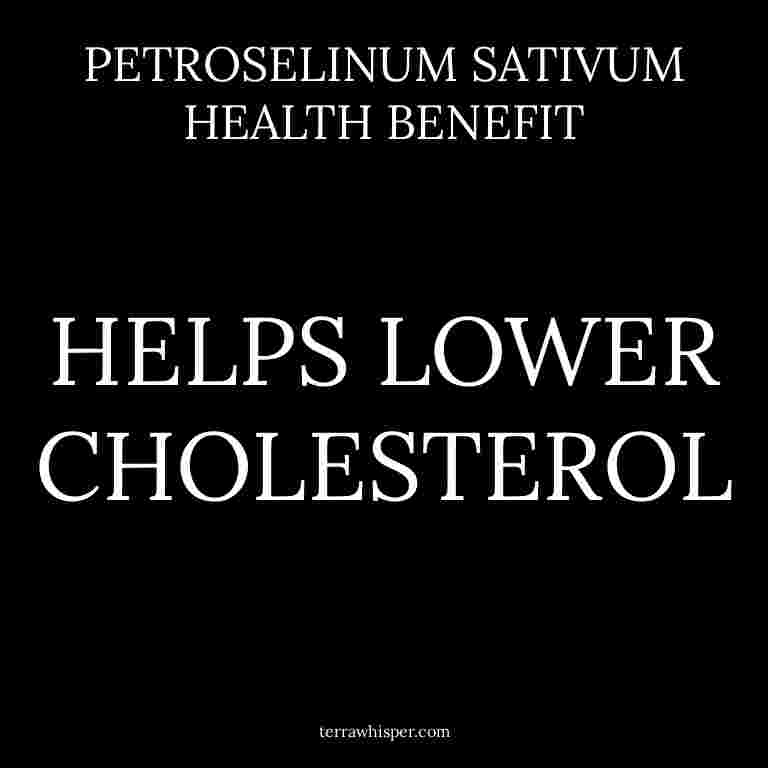 PETROSELINUM SATIVUM
HEALTH BENEFIT
HELPS LOWER
CHOLESTEROL
terrawhisper.com